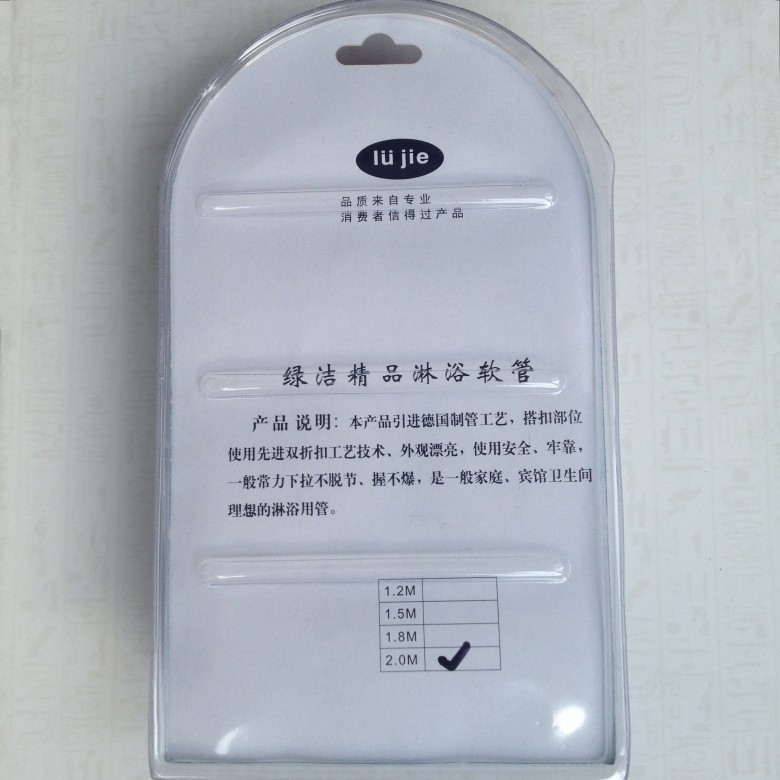 lü jie
品质来自专业
消费者信得过产品
绿洁精品淋浴软管
产品 说明：本产品引进德国制管工艺，搭扣部位
使用先进双折扣工艺技术、外观漂亮，使用安全、牢靠，
一般常力下拉不脱节、握不爆，是一般家庭、宾馆卫生间
理想的淋浴用管。
1.2M
1.5M
1.8M
2.0M ✓